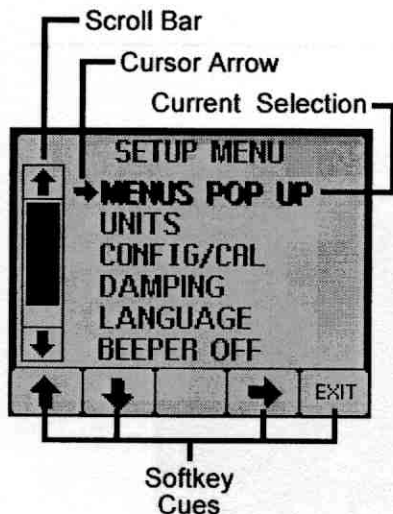 Scroll Bar
Cursor Arrow
Current Selection
SETUP MENU
MENUS POP UP
UNITS
CONFIG/CAL
DAMPING
LANGUAGE
BEEPER OFF
EXIT
Softkey
Cues